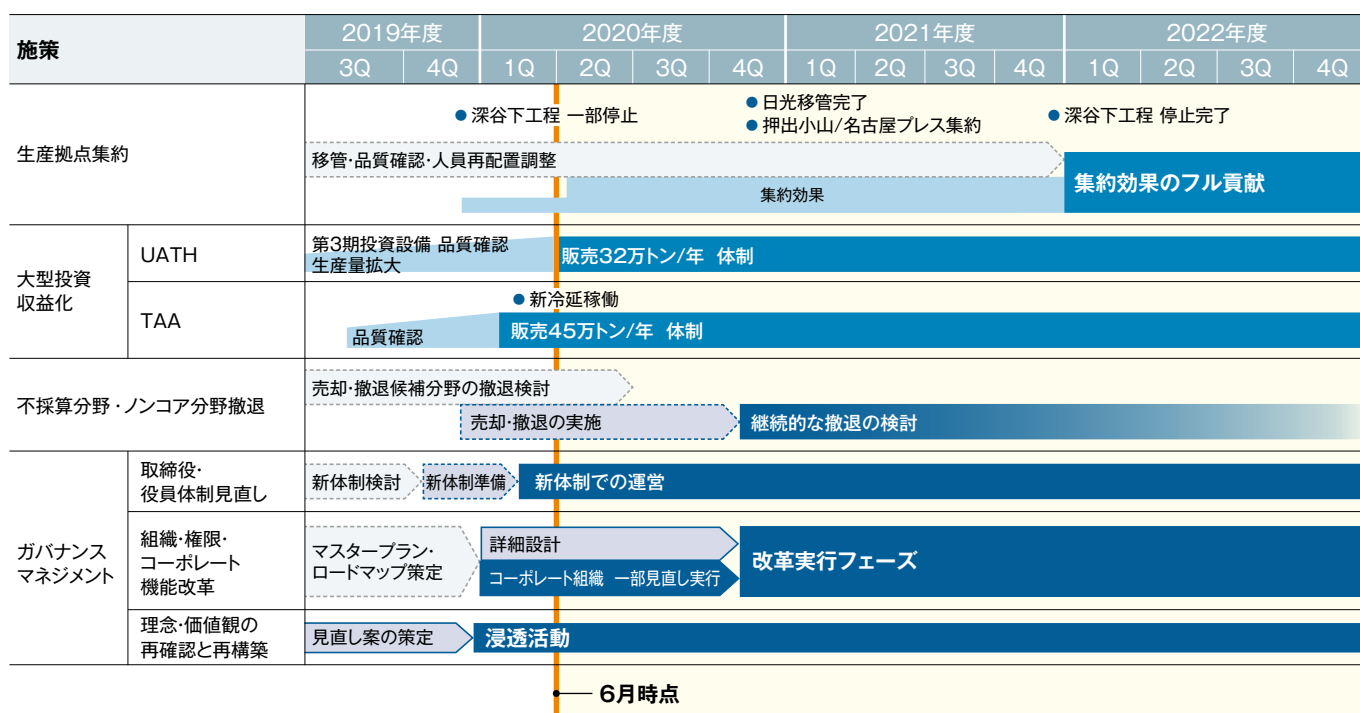 施策
2019年度
2020年度
2021年度
2022年度
3Q
4Q
1Q
2Q
3Q
4Q
1Q
2Q
3Q
4Q
1Q
2Q
3Q
4Q
生産拠点集約
●深谷下工程 一部停止
●日光移管完了
●押出小山/名古屋プレス集約
●深谷下工程 停止完了
移管・品質確認・人員再配置調整
集約効果
集約効果のフル貢献
大型投資
収益化
UATH
第3期投資設備 品質確認
生産量拡大
販売32万トン/年 体制
TAA
●新冷延稼働
品質確認
販売45万トン/年 体制
不採算分野・ノンコア分野撤退
売却・撤退候補分野の撤退検討
売却・撤退の実施
継続的な撤退の検討
ガバナンス
マネジメント
取締役・
役員体制見直し
新体制検討
新体制準備
新体制での運営
組織・権限・
コーポレート
機能改革
マスタープラン・
ロードマップ策定
詳細設計
コーポレート組織 一部見直し実行
改革実行フェーズ
理念・価値観の
再確認と再構築
見直し案の策定
浸透活動
6月時点